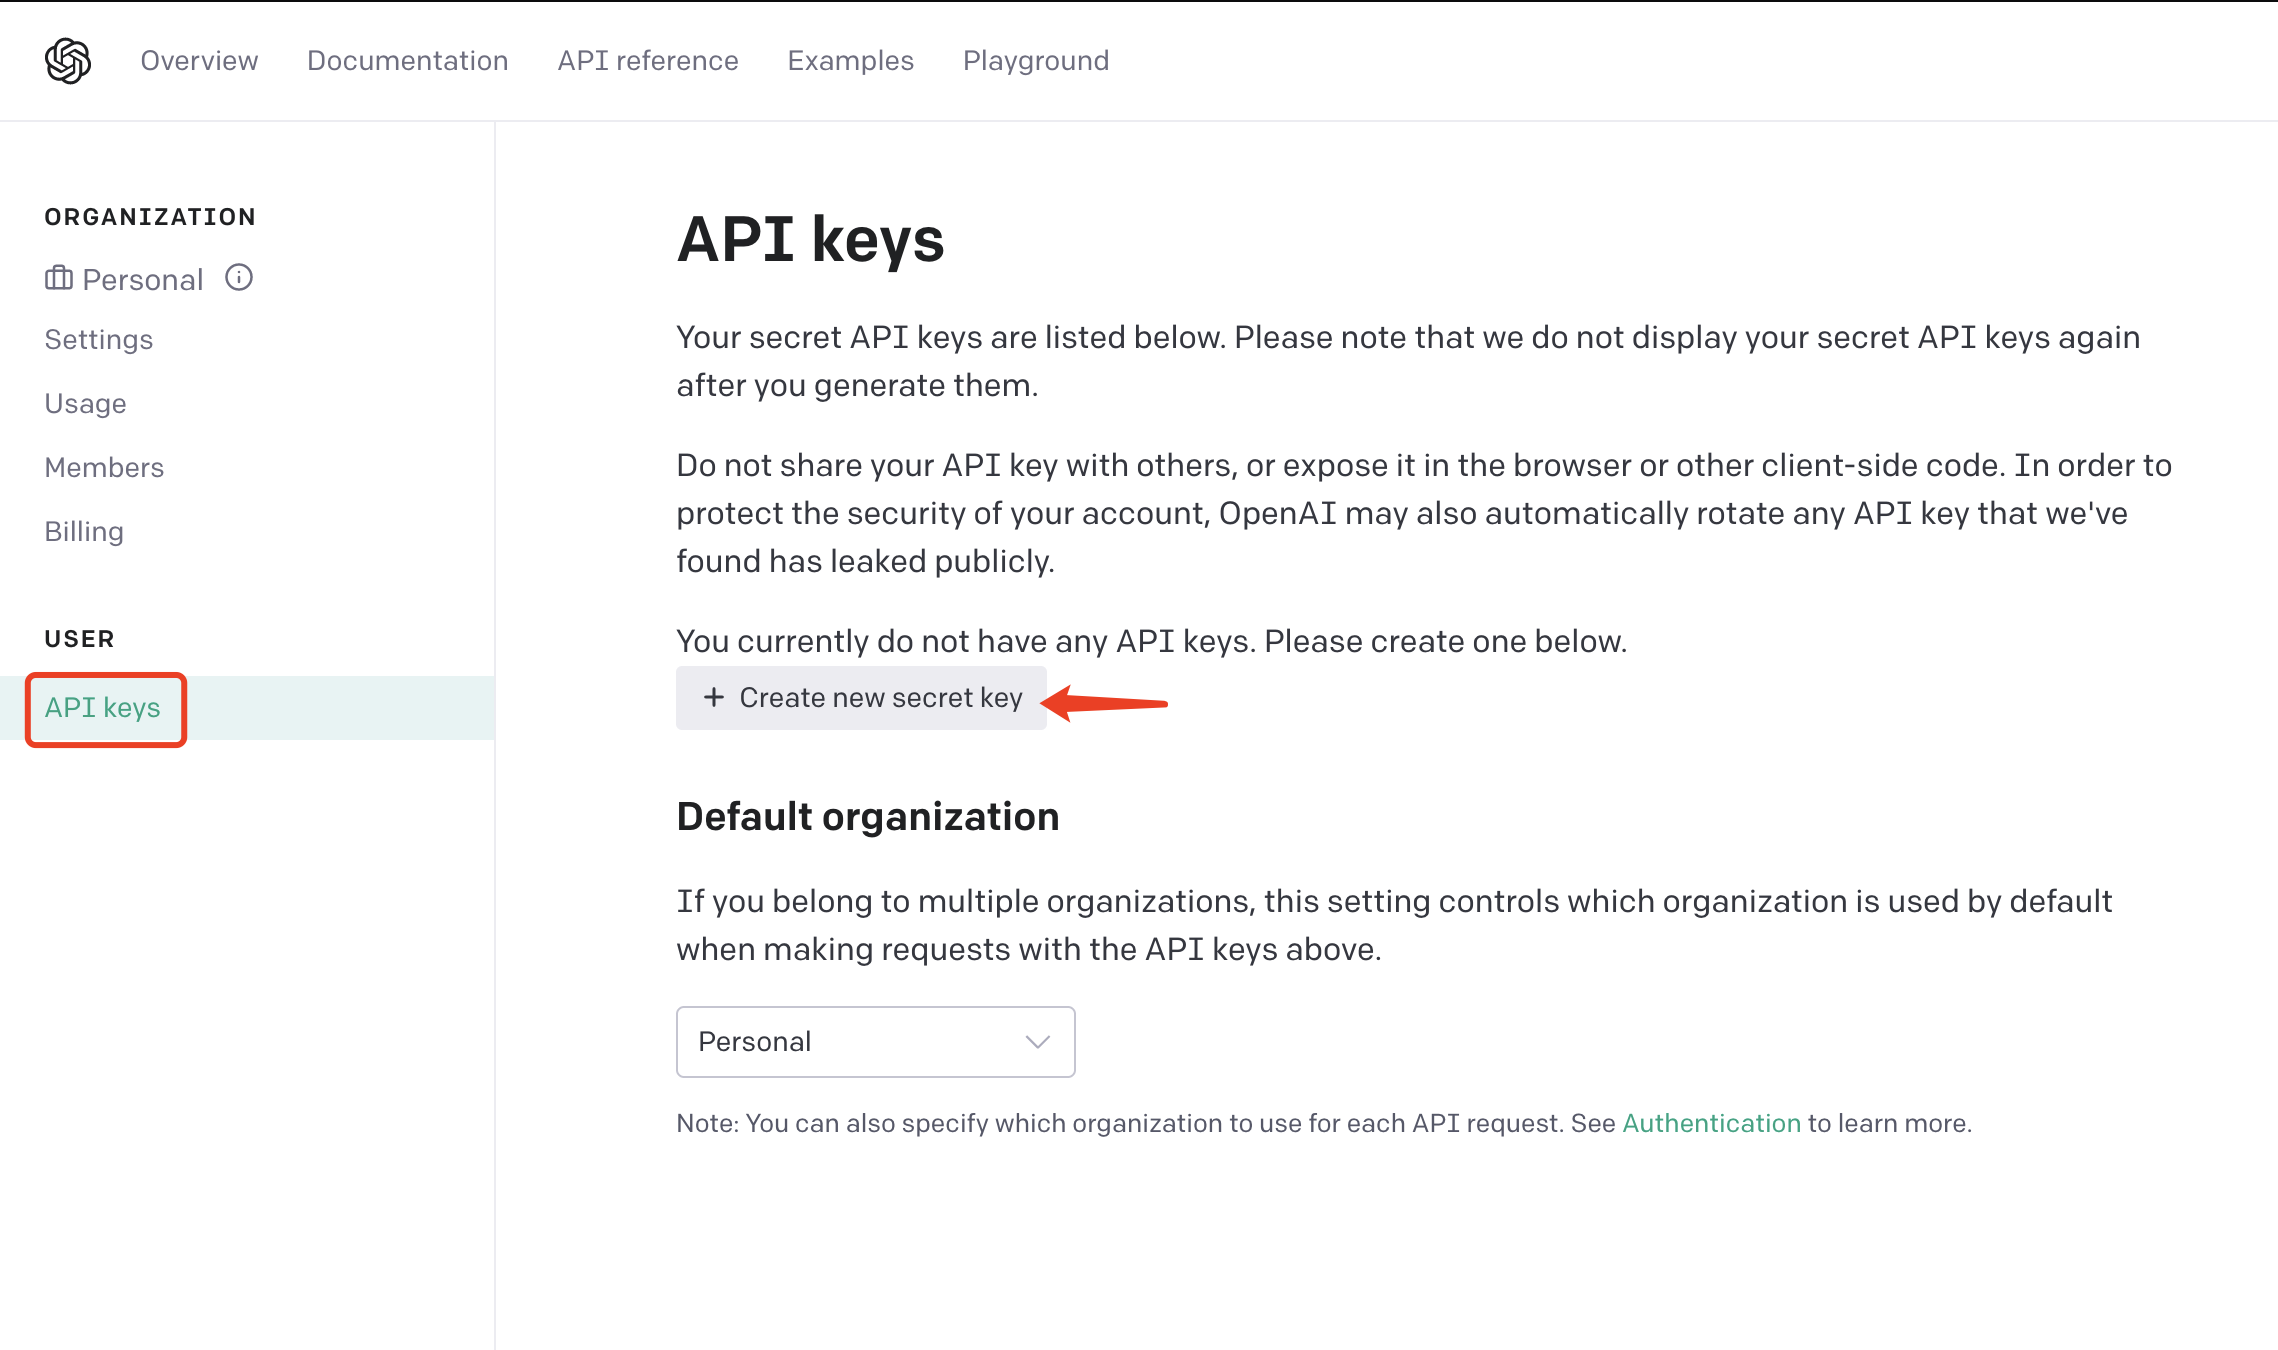 Overview Documentation API reference Examples Playground
ORGANIZATION
Personal
Settings
Usage
Members
Billing
USER
API keys
API keys
Your secret API keys are listed below. Please note that we do not display your secret API keys again
after you generate them.
Do not share your API key with others, or expose it in the browser or other client-side code. In order to
protect the security of your account, OpenAI may also automatically rotate any API key that we've
found has leaked publicly.
You currently do not have any API keys. Please create one below.
+ Create new secret key
Default organization
If you belong to multiple organizations, this setting controls which organization is used by default
when making requests with the API keys above.
Personal
Note: You can also specify which organization to use for each API request. See Authentication to learn more.